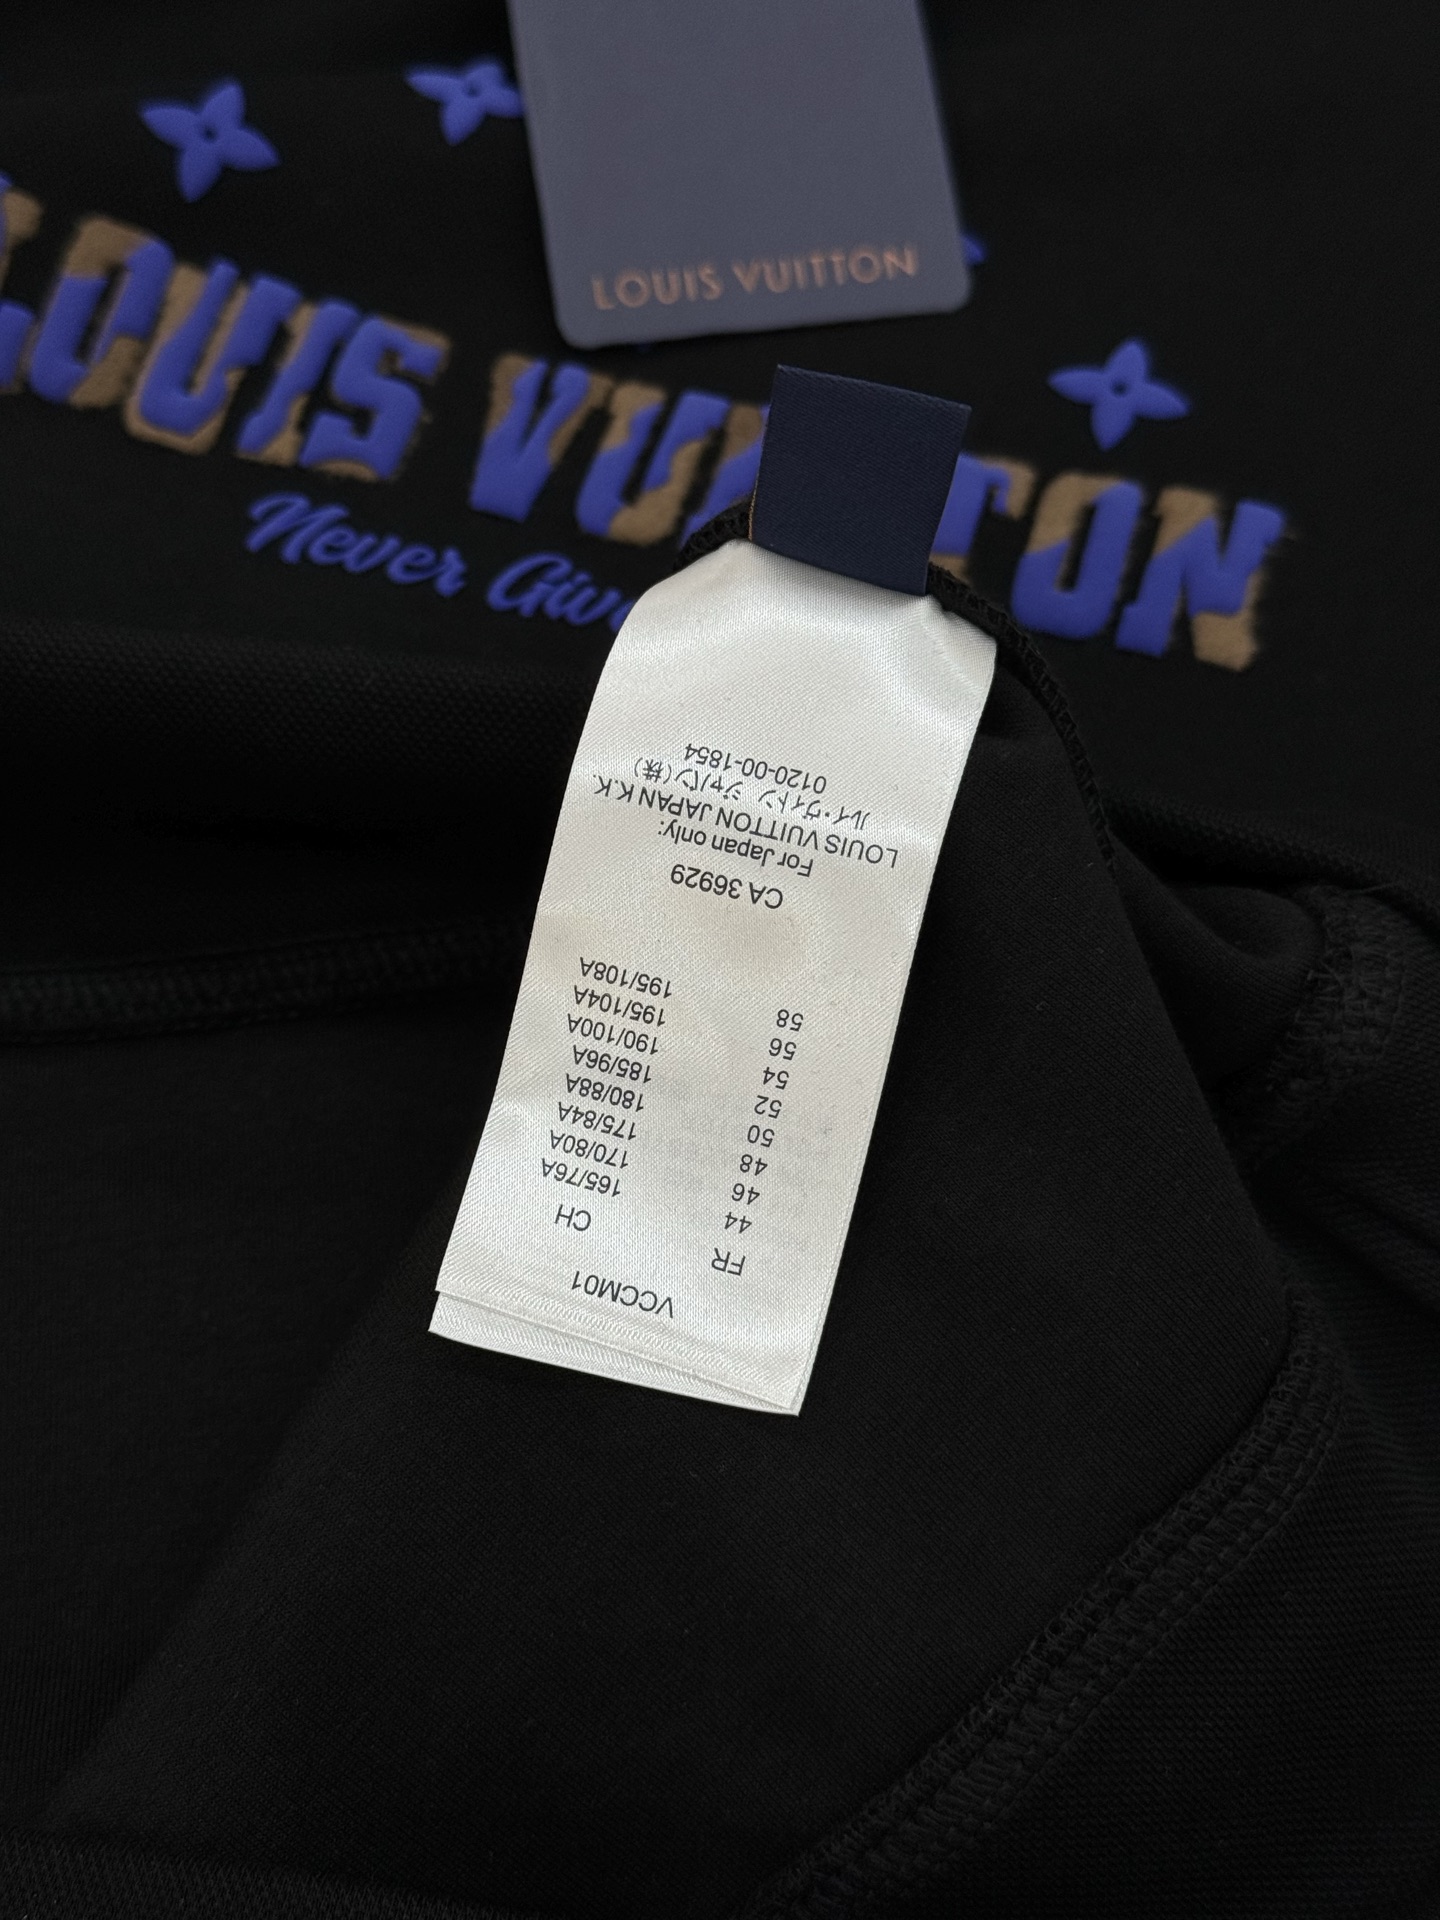 LOUIS VUITTON
LOUIS VUITTON
Never Give
VCCM01
FR CH
44 165/76A
46 170/80A
48 175/84A
50 180/88A
52 185/96A
54 190/100A
56 195/104A
58 195/108A
CA 36929
For Japan only:
LOUIS VUITTON JAPAN K.K.
ルイ・ヴィトン ジャパン(株)
0120-00-1854